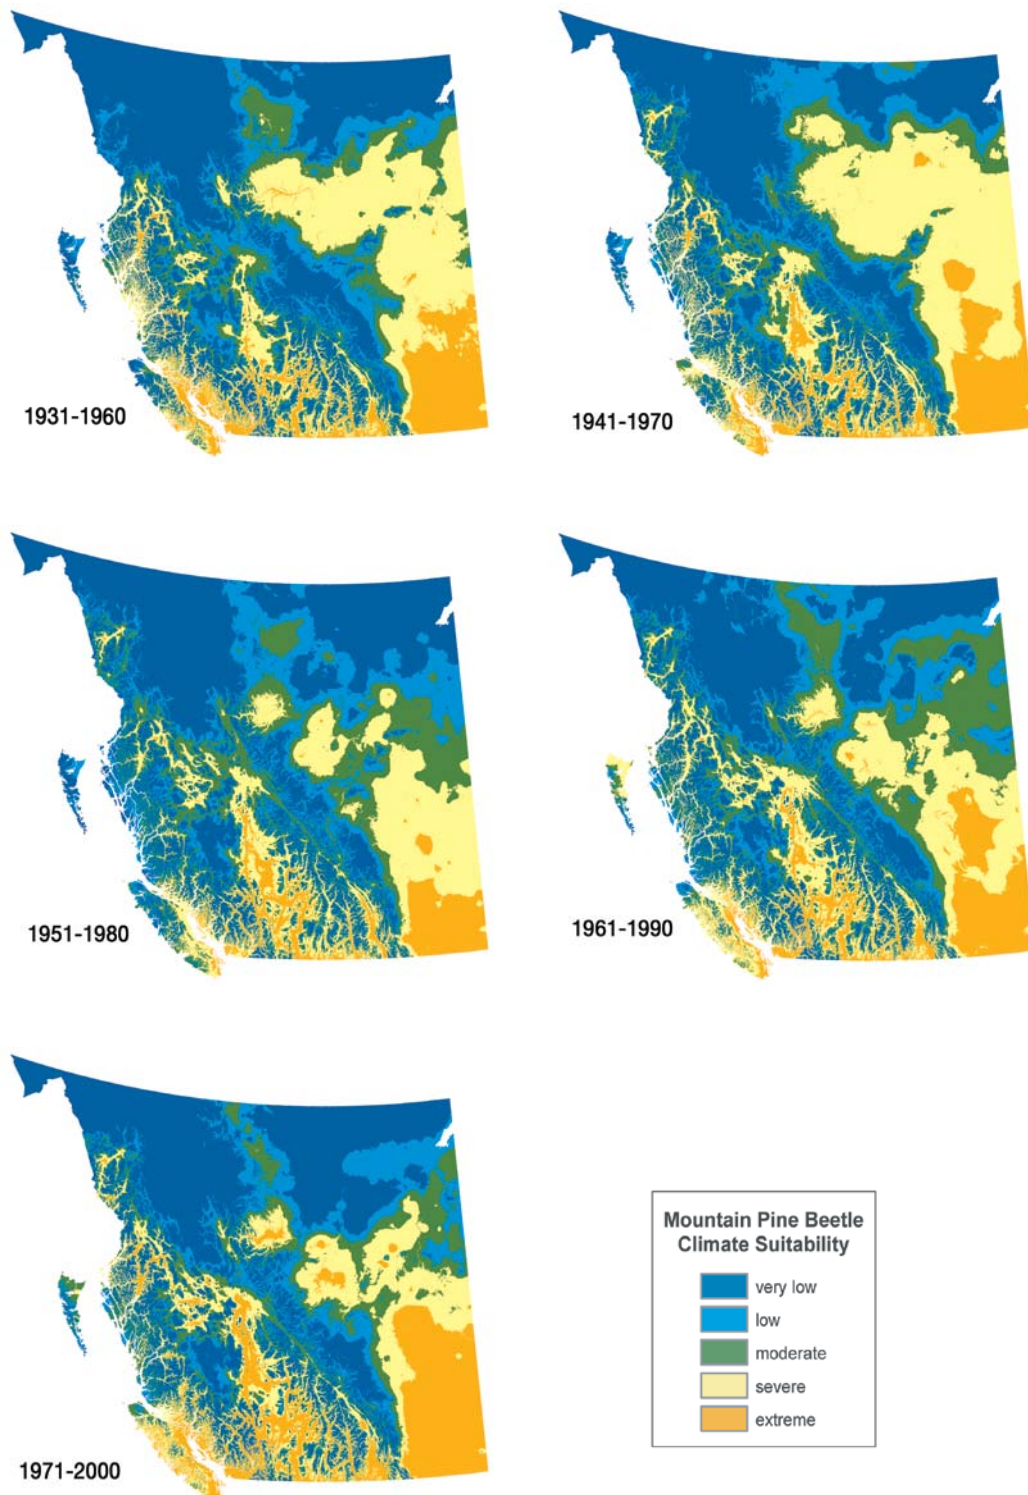 1931-1960
1941-1970
1951-1980
1961-1990
1971-2000
Mountain Pine Beetle
Climate Suitability
very low
low
moderate
severe
extreme